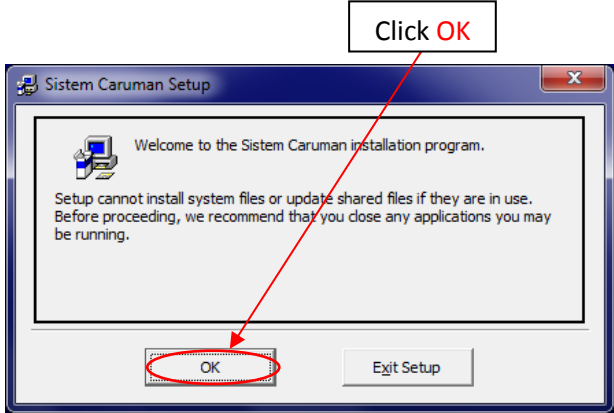 Click OK
Sistem Caruman Setup
Welcome to the Sistem Caruman installation program.
Setup cannot install system files or update shared files if they are in use.
Before proceeding, we recommend that you close any applications you may
be running.
OK
Exit Setup